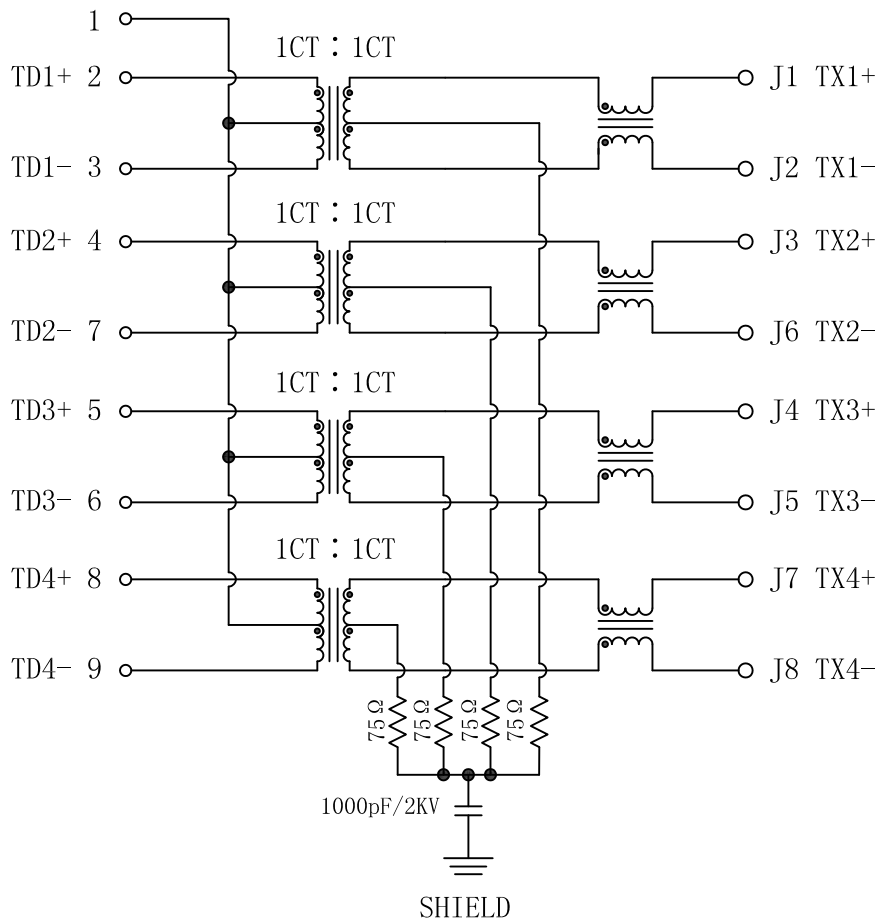 1
1CT : 1CT
TD1+ 2
J1 TX1+
TD1- 3
J2 TX1-
1CT : 1CT
TD2+ 4
J3 TX2+
TD2- 7
J6 TX2-
1CT : 1CT
TD3+ 5
J4 TX3+
TD3- 6
J5 TX3-
1CT : 1CT
TD4+ 8
J7 TX4+
TD4- 9
J8 TX4-
75Ω
75Ω
75Ω
75Ω
1000pF/2KV
SHIELD